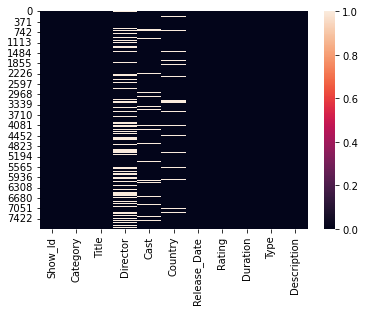 0
371
742
1113
1484
1855
2226
2597
2968
3339
3710
4081
4452
4823
5194
5565
5936
6308
6680
7051
7422
Show_Id
Category
Title
Director
Cast
Country
Release_Date
Rating
Duration
Type
Description
1.0
0.8
0.6
0.4
0.2
0.0